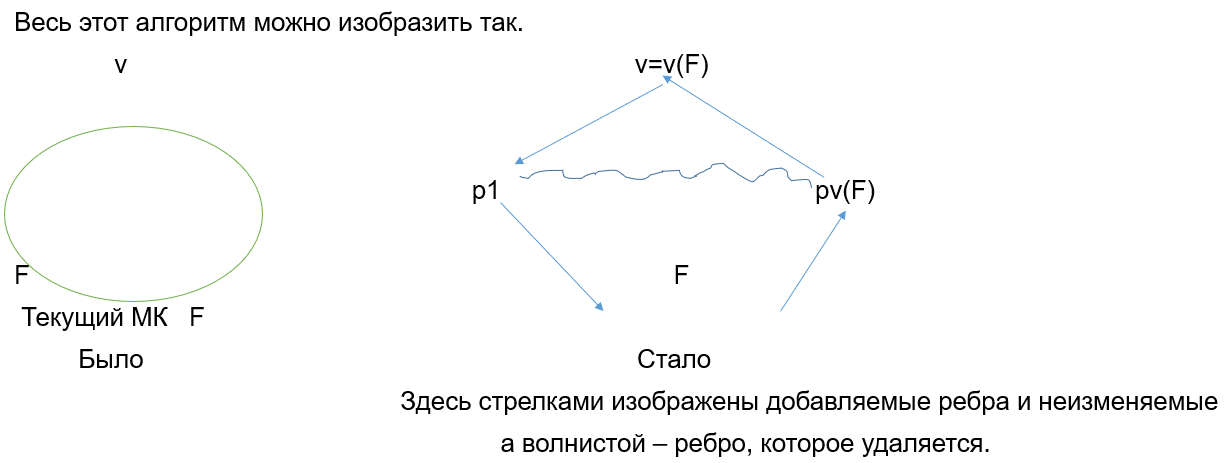 Весь этот алгоритм можно изобразить так.
v
v=v(F)
p1
pv(F)
F
F
Текущий МК F
Было
Стало
Здесь стрелками изображены добавляемые ребра и неизменяемые
а волнистой – ребро, которое удаляется.